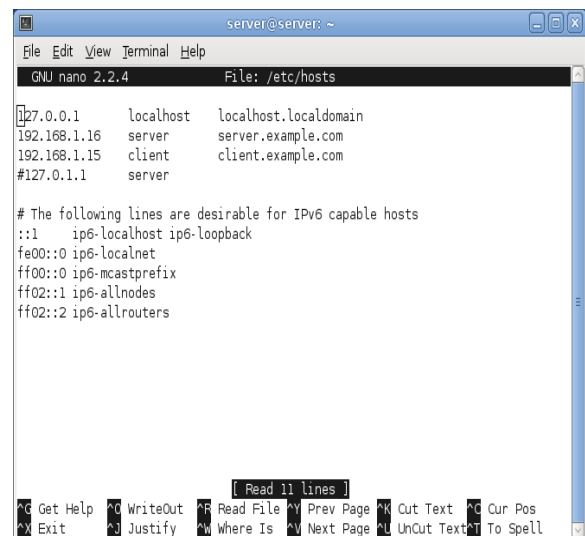 server@server: ~
File Edit View Terminal Help
GNU nano 2.2.4 File: /etc/hosts
127.0.0.1 localhost localhost.localdomain
192.168.1.16 server server.example.com
192.168.1.15 client client.example.com
#127.0.1.1 server
# The following lines are desirable for IPv6 capable hosts
::1 ip6-localhost ip6-loopback
fe00::0 ip6-localnet
ff00::0 ip6-mcastprefix
ff02::1 ip6-allnodes
ff02::2 ip6-allrouters
[ Read 11 lines ]
^G Get Help ^O WriteOut ^R Read File ^Y Prev Page ^K Cut Text ^C Cur Pos
^X Exit ^J Justify ^W Where Is ^V Next Page ^U UnCut Text ^T To Spell